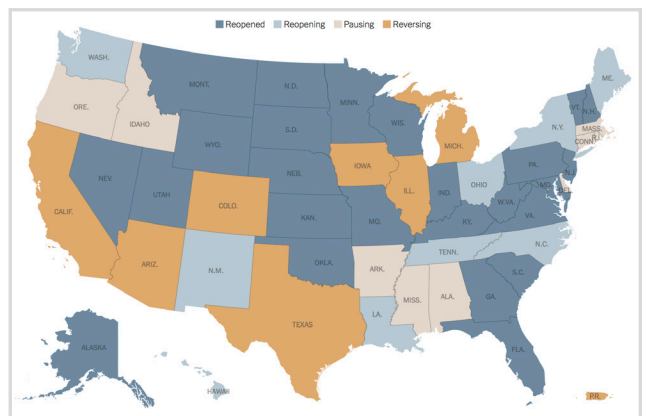 Reopened Reopening Pausing Reversing
WASH.
ME.
MONT.
N.D.
MINN.
VT.
N.H.
ORE.
IDAHO
WIS.
MICH.
N.Y.
MASS.
R.I.
CONN.
S.D.
WYO.
IOWA
NEB.
PA.
N.J.
NEV.
UTAH
COLO.
ILL.
IND.
OHIO
MD.
DEL.
W.VA.
VA.
CALIF.
KAN.
MO.
KY.
N.C.
TENN.
ARIZ.
N.M.
OKLA.
ARK.
S.C.
MISS.
ALA.
GA.
TEXAS
LA.
FLA.
ALASKA
HAWAII
P.R.